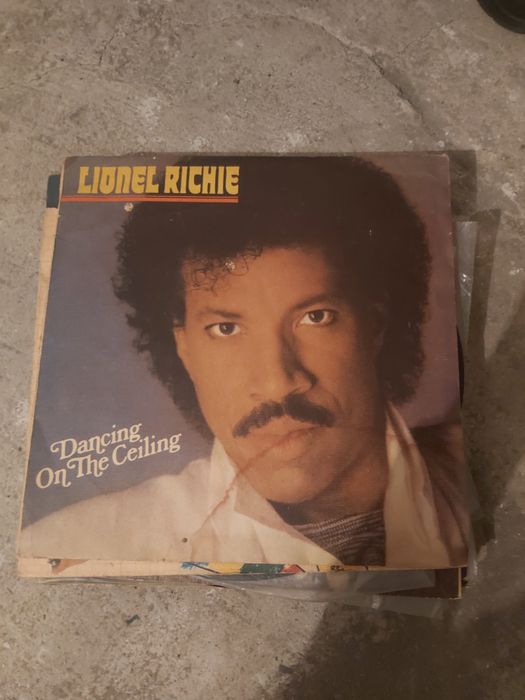 LIONEL RICHIE
Dancing
On The Ceiling